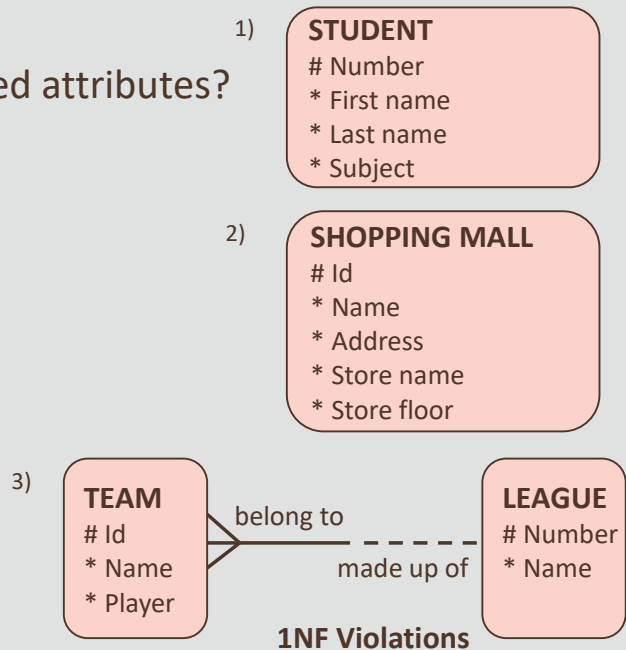 ed attributes?
1)
STUDENT
# Number
* First name
* Last name
* Subject
2)
SHOPPING MALL
# Id
* Name
* Address
* Store name
* Store floor
3)
TEAM
# Id
* Name
* Player
belong to
made up of
LEAGUE
# Number
* Name
1NF Violations